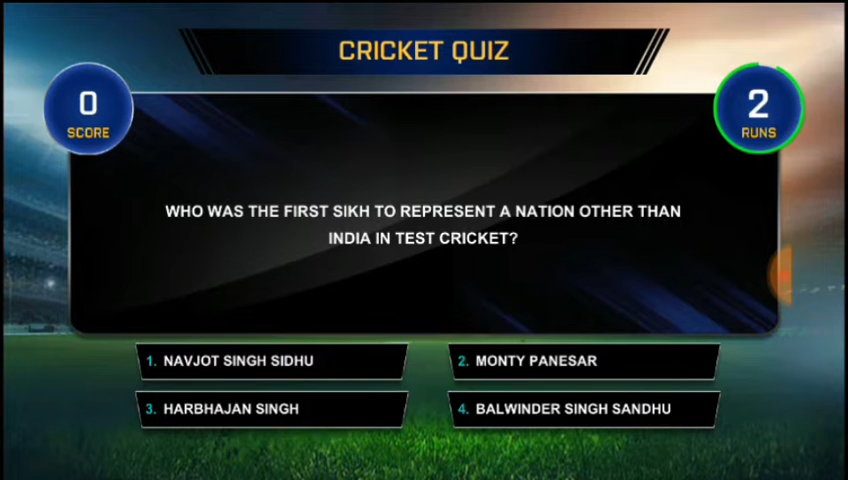 CRICKET QUIZ
0
SCORE
2
RUNS
WHO WAS THE FIRST SIKH TO REPRESENT A NATION OTHER THAN
INDIA IN TEST CRICKET?
1. NAVJOT SINGH SIDHU
2. MONTY PANESAR
3. HARBHAJAN SINGH
4. BALWINDER SINGH SANDHU